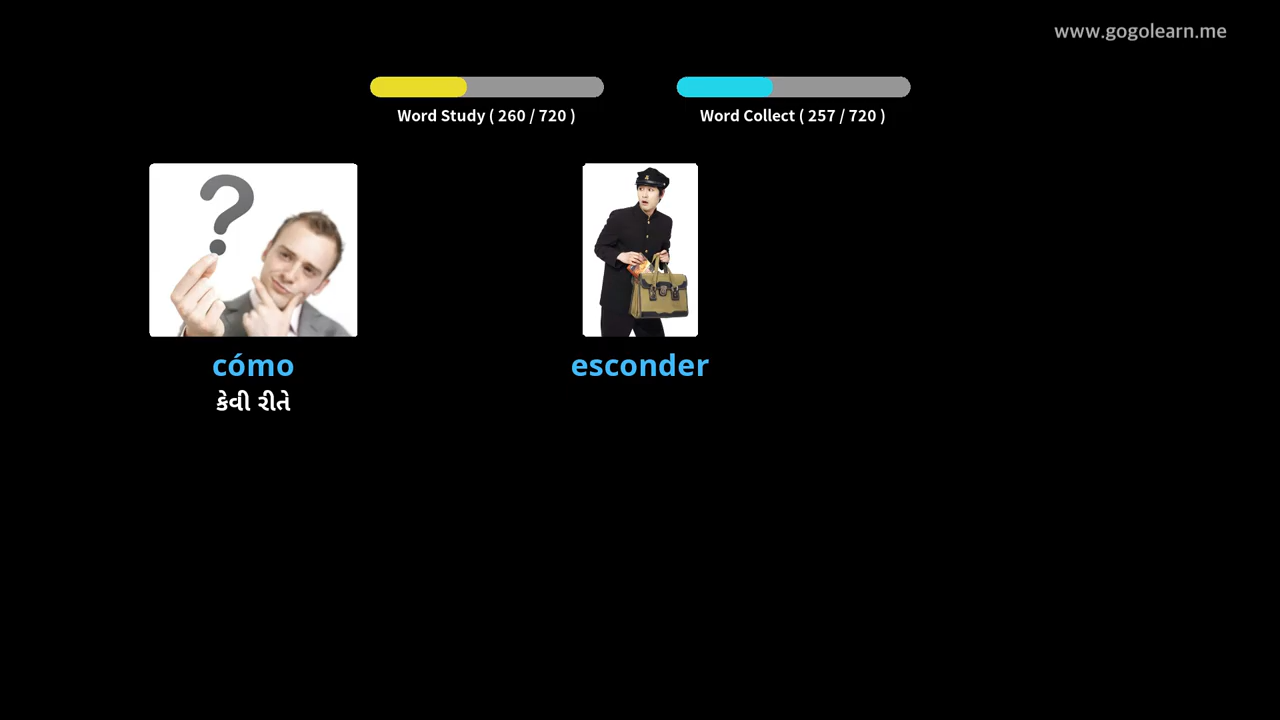 www.gogolearn.me
Word Study ( 260 / 720 )
Word Collect ( 257 / 720 )
cómo
esconder
કેવી રીતે